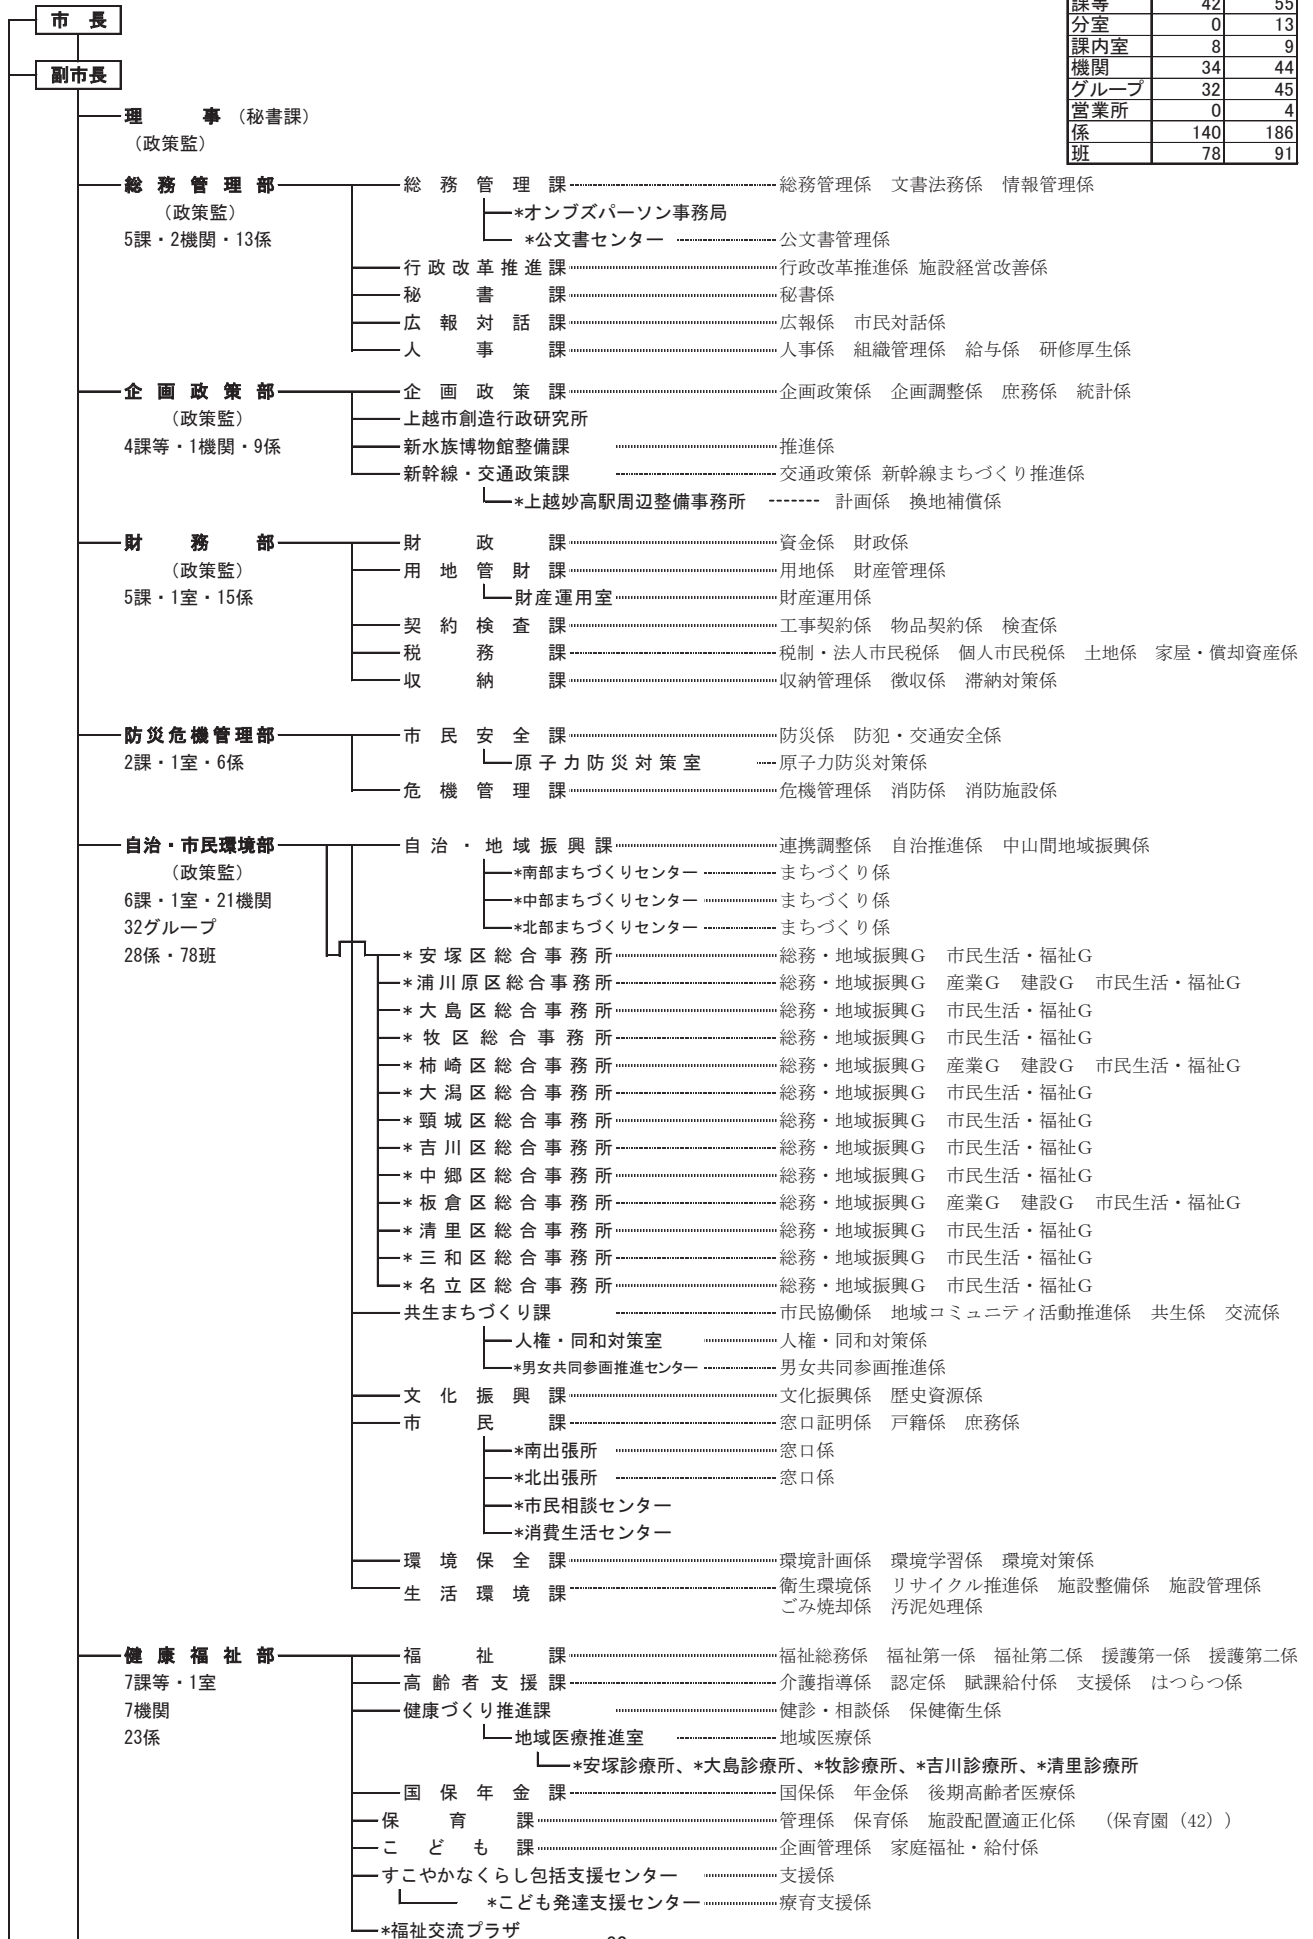 市　長
副市長
課等 42 55
分室 0 13
課内室 8 9
機関 34 44
グループ 32 45
営業所 0 4
係 140 186
班 78 91
理　事 （秘書課）
（政策監）
総務管理部 総務管理課 総務管理係 文書法務係 情報管理係
（政策監） *オンブズパーソン事務局
5課・2機関・13係 *公文書センター 公文書管理係
行政改革推進課 行政改革推進係 施設経営改善係
秘書課 秘書係
広報対話課 広報係 市民対話係
人事課 人事係 組織管理係 給与係 研修厚生係
企画政策部 企画政策課 企画政策係 企画調整係 庶務係 統計係
（政策監） 上越市創造行政研究所
4課等・1機関・9係 新水族博物館整備課 推進係
新幹線・交通政策課 交通政策係 新幹線まちづくり推進係
*上越妙高駅周辺整備事務所 計画係 換地補償係
財務部 財政課 資金係 財政係
（政策監） 用地管財課 用地係 財産管理係
5課・1室・15係 財産運用室 財産運用係
契約検査課 工事契約係 物品契約係 検査係
税務課 税制・法人市民税係 個人市民税係 土地係 家屋・償却資産係
収納課 収納管理係 徴収係 滞納対策係
防災危機管理部 市民安全課 防災係 防犯・交通安全係
2課・1室・6係 原子力防災対策室 原子力防災対策係
危機管理課 危機管理係 消防係 消防施設係
自治・市民環境部 自治・地域振興課 連携調整係 自治推進係 中山間地域振興係
（政策監） *南部まちづくりセンター まちづくり係
6課・1室・21機関 *中部まちづくりセンター まちづくり係
32グループ *北部まちづくりセンター まちづくり係
28係・78班 *安塚区総合事務所 総務・地域振興G 市民生活・福祉G
*浦川原区総合事務所 総務・地域振興G 産業G 建設G 市民生活・福祉G
*大島区総合事務所 総務・地域振興G 市民生活・福祉G
*牧区総合事務所 総務・地域振興G 市民生活・福祉G
*柿崎区総合事務所 総務・地域振興G 産業G 建設G 市民生活・福祉G
*大潟区総合事務所 総務・地域振興G 市民生活・福祉G
*頸城区総合事務所 総務・地域振興G 市民生活・福祉G
*吉川区総合事務所 総務・地域振興G 市民生活・福祉G
*中郷区総合事務所 総務・地域振興G 市民生活・福祉G
*板倉区総合事務所 総務・地域振興G 産業G 建設G 市民生活・福祉G
*清里区総合事務所 総務・地域振興G 市民生活・福祉G
*三和区総合事務所 総務・地域振興G 市民生活・福祉G
*名立区総合事務所 総務・地域振興G 市民生活・福祉G
共生まちづくり課 市民協働係 地域コミュニティ活動推進係 共生係 交流係
人権・同和対策室 人権・同和対策係
*男女共同参画推進センター 男女共同参画推進係
文化振興課 文化振興係 歴史資源係
市民課 窓口証明係 戸籍係 庶務係
*南出張所 窓口係
*北出張所 窓口係
*市民相談センター
*消費生活センター
環境保全課 環境計画係 環境学習係 環境対策係
生活環境課 衛生環境係 リサイクル推進係 施設整備係 施設管理係
ごみ焼却係 汚泥処理係
健康福祉部 福祉課 福祉総務係 福祉第一係 福祉第二係 援護第一係 援護第二係
7課等・1室 高齢者支援課 介護指導係 認定係 賦課給付係 支援係 はつらつ係
7機関 健康づくり推進課 健診・相談係 保健衛生係
23係 地域医療推進室 地域医療係
*安塚診療所、*大島診療所、*牧診療所、*吉川診療所、*清里診療所
国保年金課 国保係 年金係 後期高齢者医療係
保育課 管理係 保育係 施設配置適正化係 （保育園（42））
こども課 企画管理係 家庭福祉・給付係
すこやかなくらし包括支援センター 支援係
*こども発達支援センター 療育支援係
*福祉交流プラザ